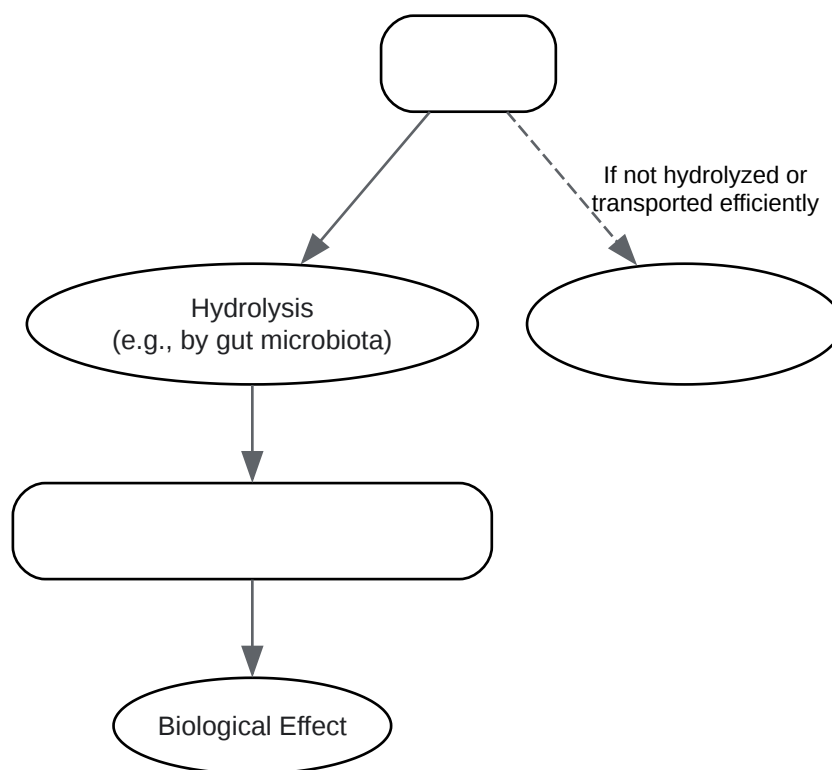 If not hydrolyzed or
transported efficiently
Hydrolysis
(e.g., by gut microbiota)
Biological Effect